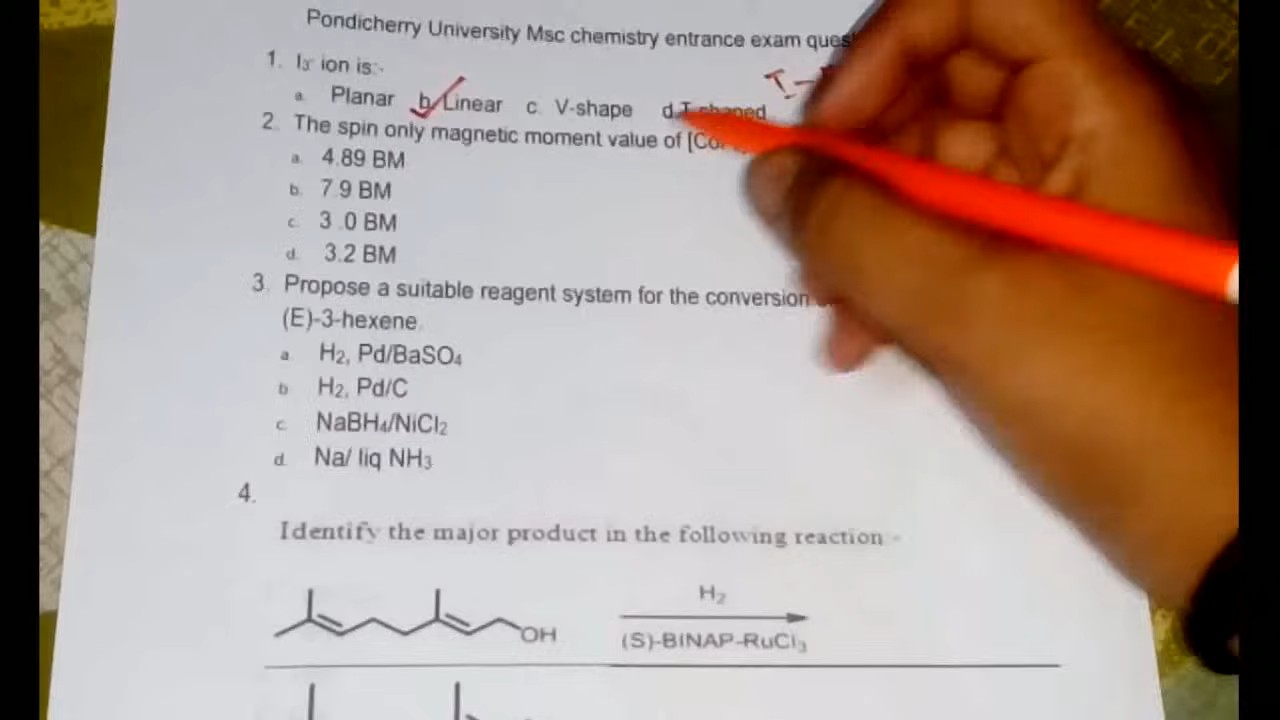 Pondicherry University Msc chemistry entrance exam
1. I3⁻ ion is:-
a. Planar b. Linear c. V-shape d. T-shaped
2. The spin only magnetic moment value of
a. 4.89 BM
b. 7.9 BM
c. 3.0 BM
d. 3.2 BM
3. Propose a suitable reagent system for the conversion
(E)-3-hexene.
a. H2, Pd/BaSO4
b. H2, Pd/C
c. NaBH4/NiCl2
d. Na/ liq NH3
4.
Identify the major product in the following reaction -
H2
OH
(S)-BINAP-RuCl3